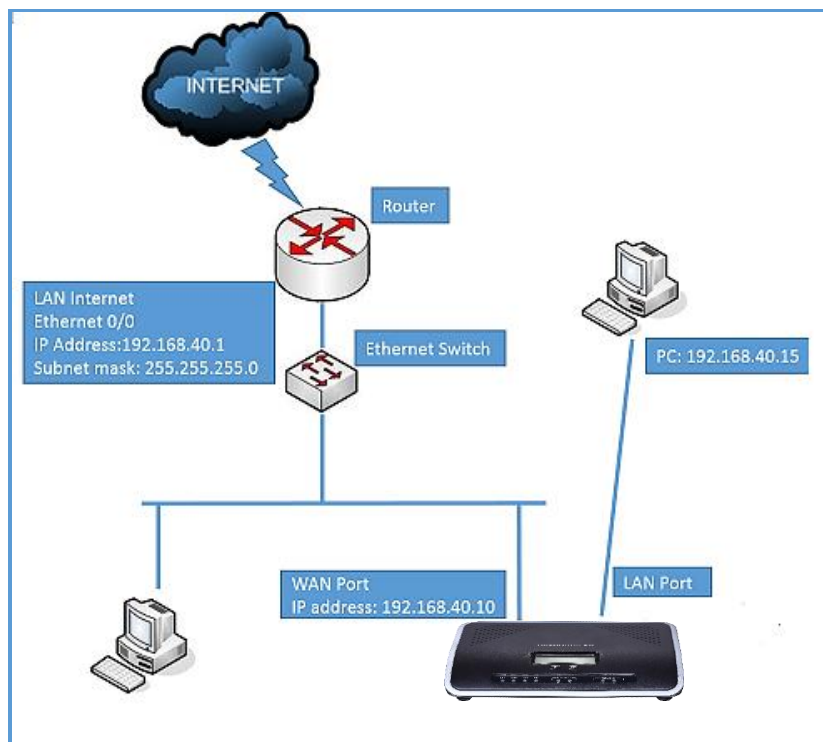 INTERNET
Router
LAN Internet
Ethernet 0/0
IP Address:192.168.40.1
Subnet mask: 255.255.255.0
Ethernet Switch
PC: 192.168.40.15
WAN Port
IP address: 192.168.40.10
LAN Port